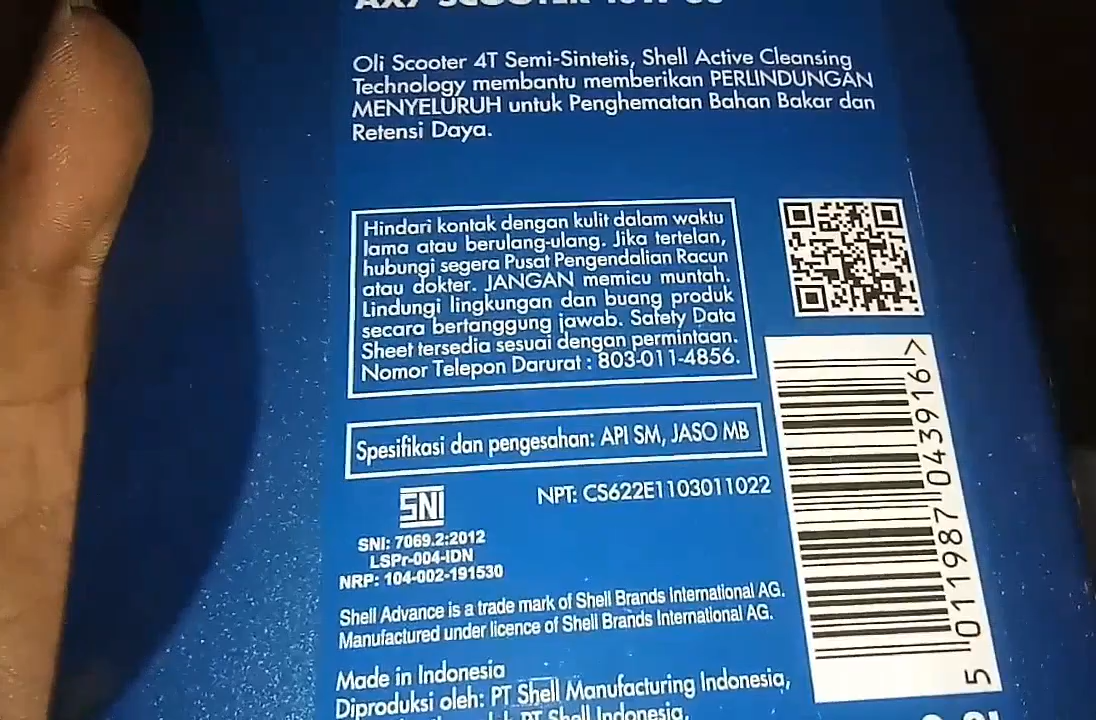 AX7 SCOOTER
Oli Scooter 4T Semi-Sintetis, Shell Active Cleansing
Technology membantu memberikan PERLINDUNGAN
MENYELURUH untuk Penghematan Bahan Bakar dan
Retensi Daya.
Hindari kontak dengan kulit dalam waktu
lama atau berulang-ulang. Jika tertelan,
hubungi segera Pusat Pengendalian Racun
atau dokter. JANGAN memicu muntah.
Lindungi lingkungan dan buang produk
secara bertanggung jawab. Safety Data
Sheet tersedia sesuai dengan permintaan.
Nomor Telepon Darurat : 803-011-4856.
Spesifikasi dan pengesahan: API SM, JASO MB
SNI
NPT: CS622E1103011022
SNI: 7069.2:2012
LSPr-004-IDN
NRP: 104-002-191530
Shell Advance is a trade mark of Shell Brands International AG.
Manufactured under licence of Shell Brands International AG.
Made in Indonesia
Diproduksi oleh: PT Shell Manufacturing Indonesia,
PT Shell Indonesia.
5 011987 043916 >